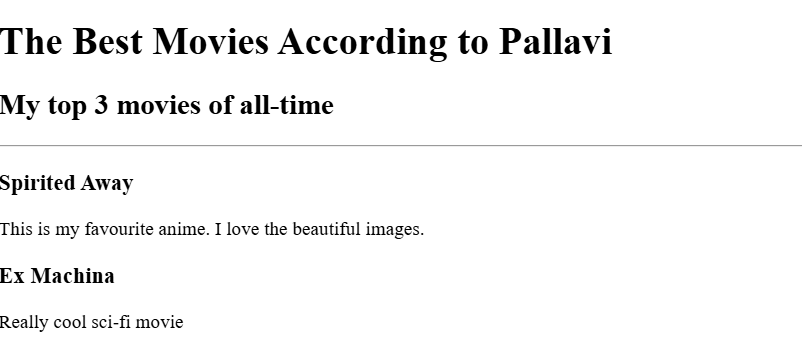 The Best Movies According to Pallavi
My top 3 movies of all-time
Spirited Away
This is my favourite anime. I love the beautiful images.
Ex Machina
Really cool sci-fi movie